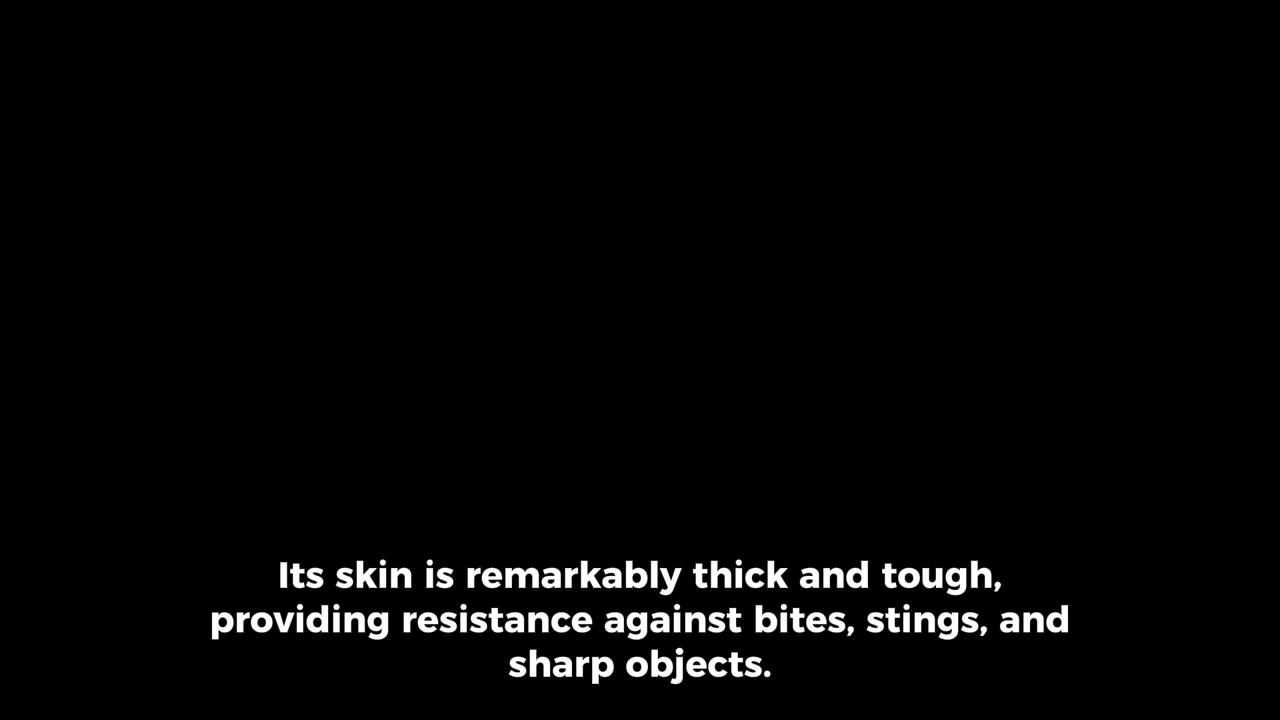 Its skin is remarkably thick and tough,
providing resistance against bites, stings, and
sharp objects.